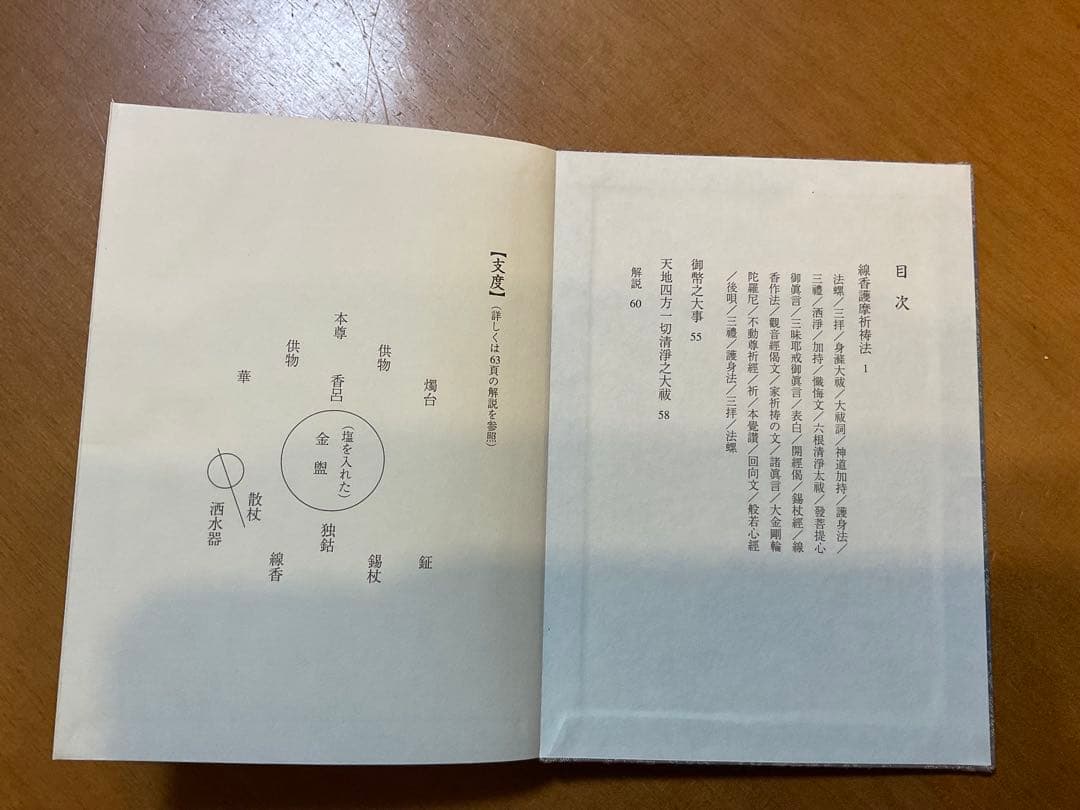 目次
線香護摩祈祷法 1
法螺／三拝／身滌大祓／大祓詞／神道加持／護身法／
三禮／洒淨／加持／懺悔文／六根清淨太祓／發菩提心
御眞言／三昧耶戒御眞言／表白／開經偈／錫杖經／線
香作法／觀音經偈文／家祈祷の文／諸眞言／大金剛輪
陀羅尼／不動尊祈經／祈／本覺讃／回向文／般若心經
／後唄／三禮／護身法／三拝／法螺
御幣之大事 55
天地四方一切清淨之大祓 58
解説 60
【支度】（詳しくは63頁の解説を参照）
燭台
供物
本尊
香呂
供物
華
（塩を入れた）
金盥
鉦
錫杖
独鈷
線香
散杖
洒水器